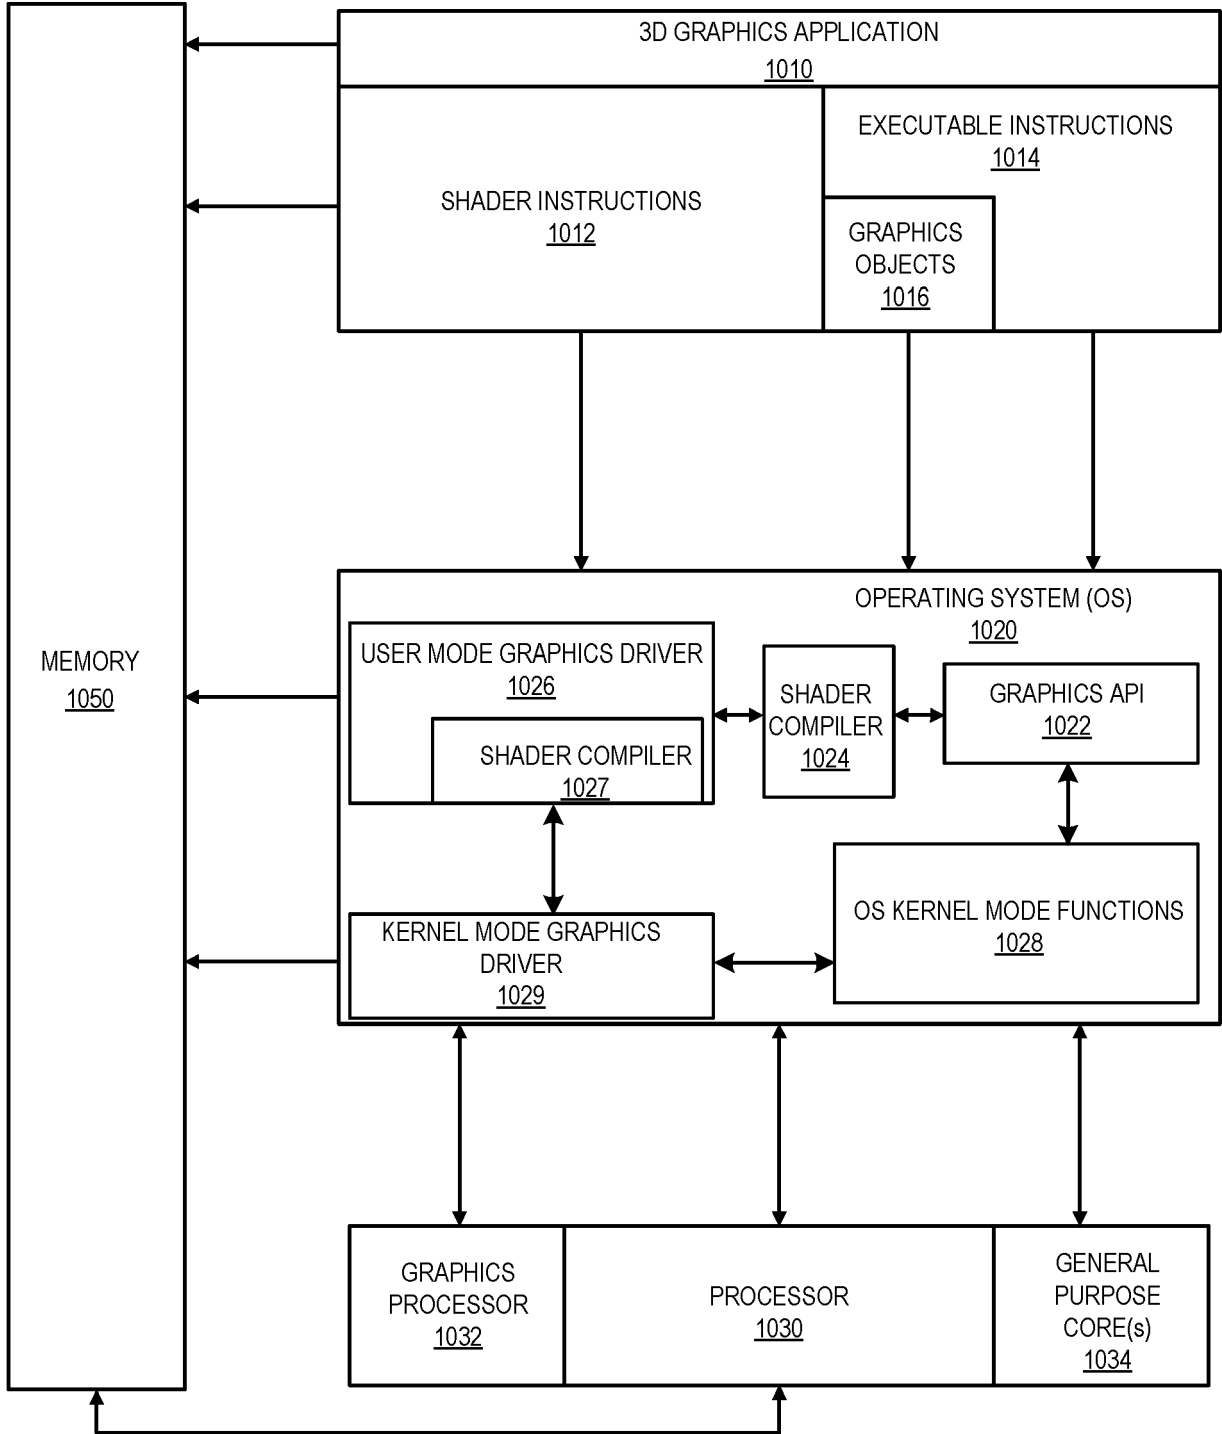 3D GRAPHICS APPLICATION
1010
SHADER INSTRUCTIONS
1012
EXECUTABLE INSTRUCTIONS
1014
GRAPHICS
OBJECTS
1016
MEMORY
1050
OPERATING SYSTEM (OS)
1020
USER MODE GRAPHICS DRIVER
1026
SHADER COMPILER
1027
SHADER
COMPILER
1024
GRAPHICS API
1022
KERNEL MODE GRAPHICS
DRIVER
1029
OS KERNEL MODE FUNCTIONS
1028
GRAPHICS
PROCESSOR
1032
PROCESSOR
1030
GENERAL
PURPOSE
CORE(s)
1034